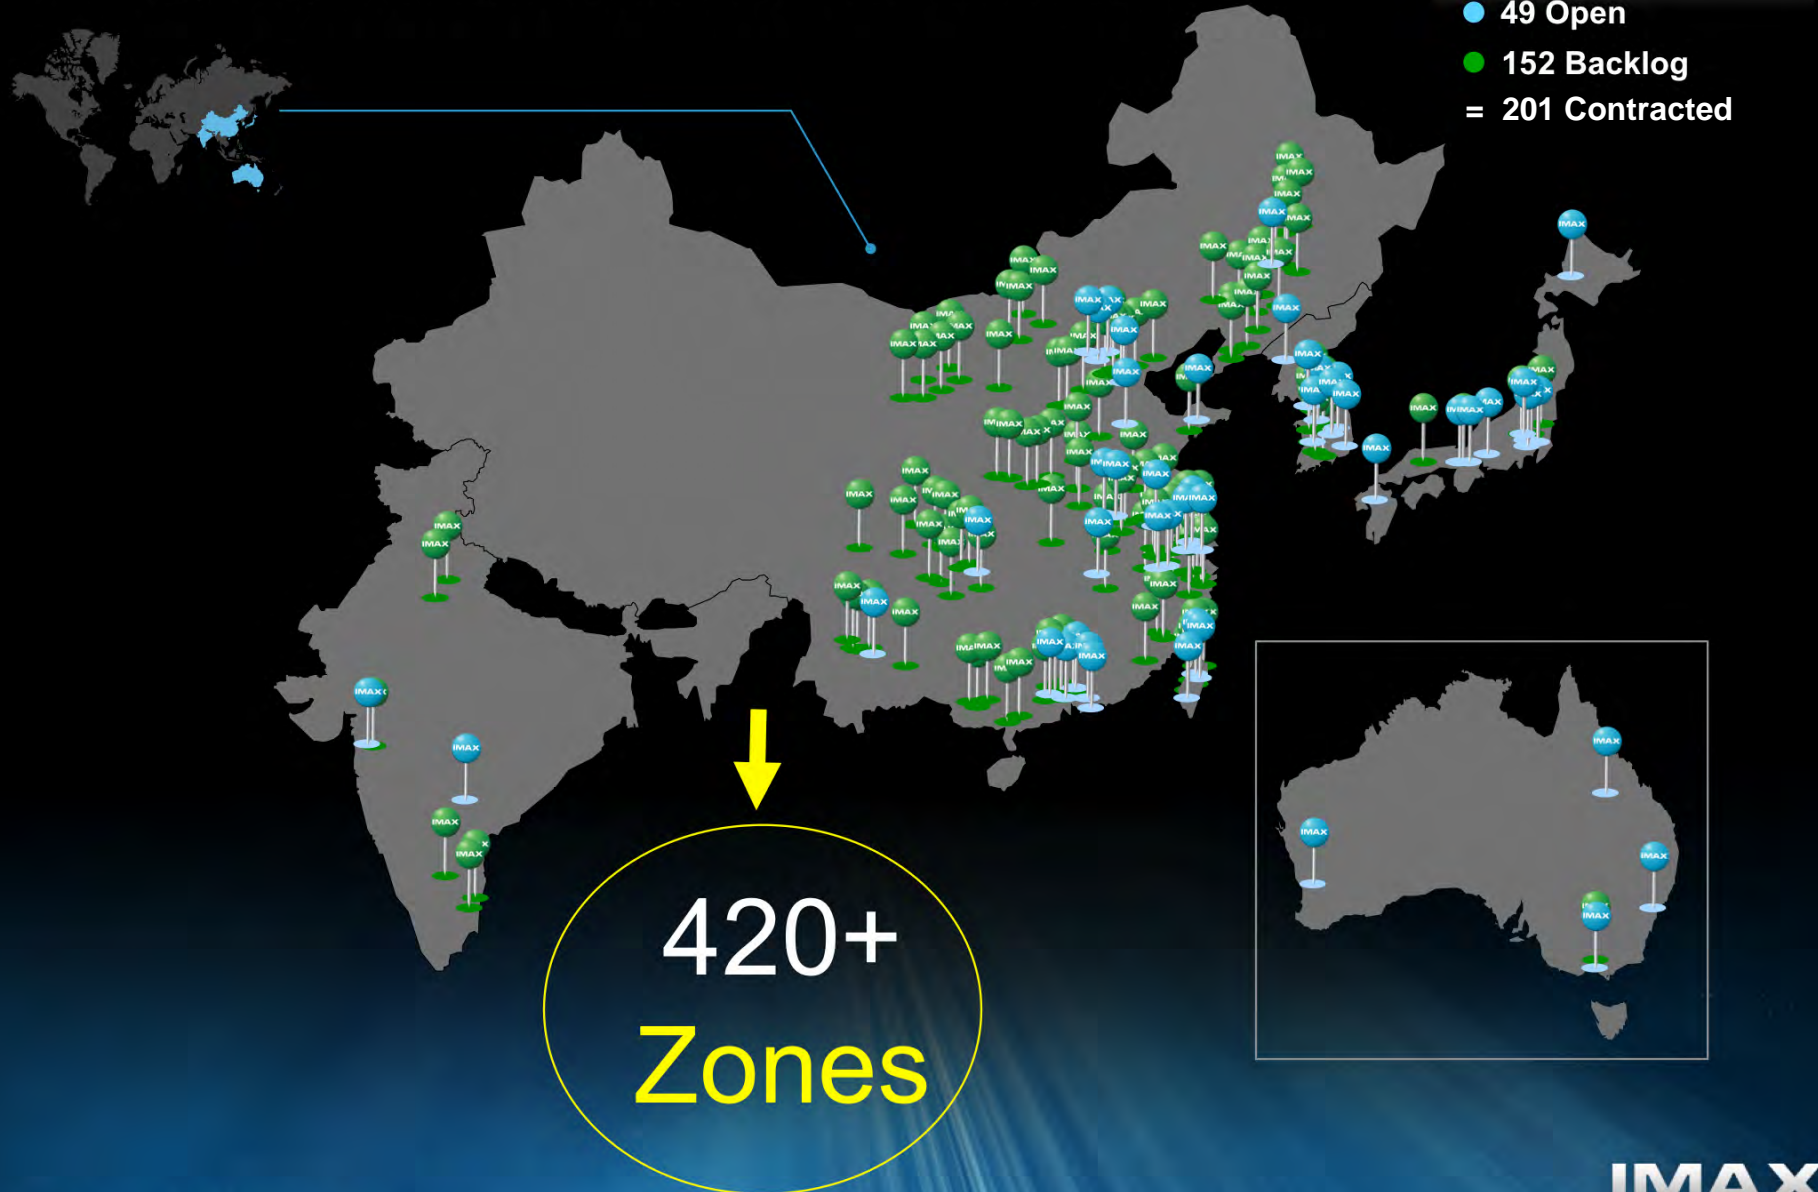 49 Open
152 Backlog
= 201 Contracted
420+
Zones
IMAX